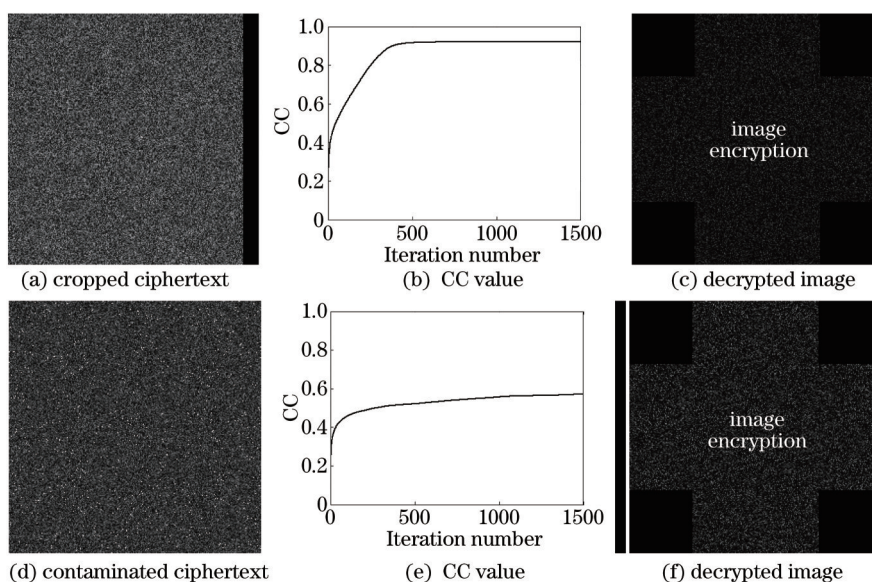 CC
1.0
0.8
0.6
0.4
0.2
0
0 500 1000 1500
Iteration number
image
encryption
(a) cropped ciphertext
(b) CC value
(c) decrypted image
CC
1.0
0.8
0.6
0.4
0.2
0
0 500 1000 1500
Iteration number
image
encryption
(d) contaminated ciphertext
(e) CC value
(f) decrypted image